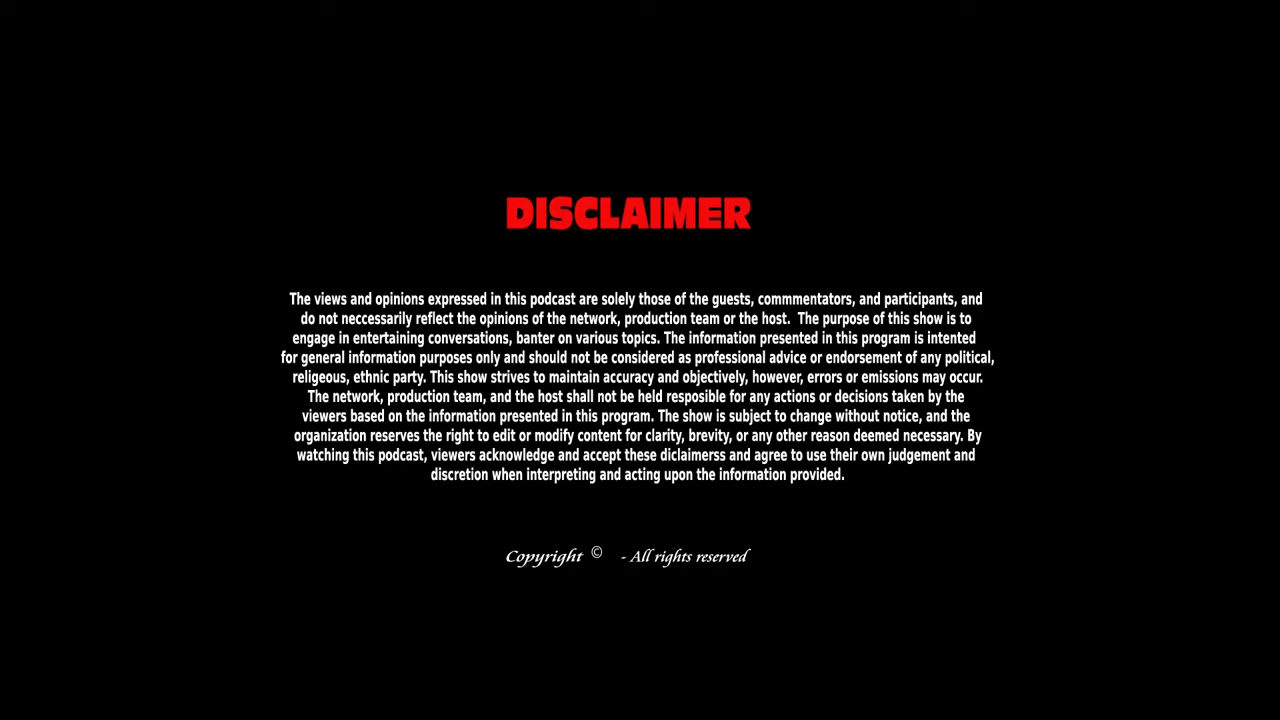 DISCLAIMER
The views and opinions expressed in this podcast are solely those of the guests, commmentators, and participants, and
do not neccessarily reflect the opinions of the network, production team or the host. The purpose of this show is to
engage in entertaining conversations, banter on various topics. The information presented in this program is intented
for general information purposes only and should not be considered as professional advice or endorsement of any political,
religeous, ethnic party. This show strives to maintain accuracy and objectively, however, errors or emissions may occur.
The network, production team, and the host shall not be held resposible for any actions or decisions taken by the
viewers based on the information presented in this program. The show is subject to change without notice, and the
organization reserves the right to edit or modify content for clarity, brevity, or any other reason deemed necessary. By
watching this podcast, viewers acknowledge and accept these diclaimerss and agree to use their own judgement and
discretion when interpreting and acting upon the information provided.
Copyright © - All rights reserved